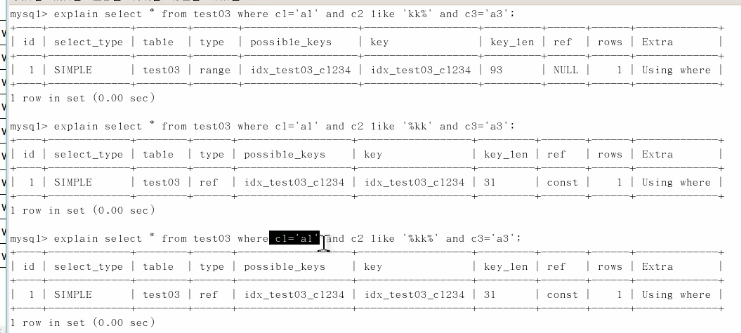 mysql> explain select * from test03 where c1='a1' and c2 like 'kk%' and c3='a3';
| id | select_type | table | type | possible_keys | key | key_len | ref | rows | Extra |
| 1 | SIMPLE | test03 | range | idx_test03_c1234 | idx_test03_c1234 | 93 | NULL | 1 | Using where |
1 row in set (0.00 sec)
mysql> explain select * from test03 where c1='a1' and c2 like '%kk' and c3='a3';
| id | select_type | table | type | possible_keys | key | key_len | ref | rows | Extra |
| 1 | SIMPLE | test03 | ref | idx_test03_c1234 | idx_test03_c1234 | 31 | const | 1 | Using where |
1 row in set (0.00 sec)
mysql> explain select * from test03 where c1='a1' and c2 like '%kk%' and c3='a3';
| id | select_type | table | type | possible_keys | key | key_len | ref | rows | Extra |
| 1 | SIMPLE | test03 | ref | idx_test03_c1234 | idx_test03_c1234 | 31 | const | 1 | Using where |
1 row in set (0.00 sec)